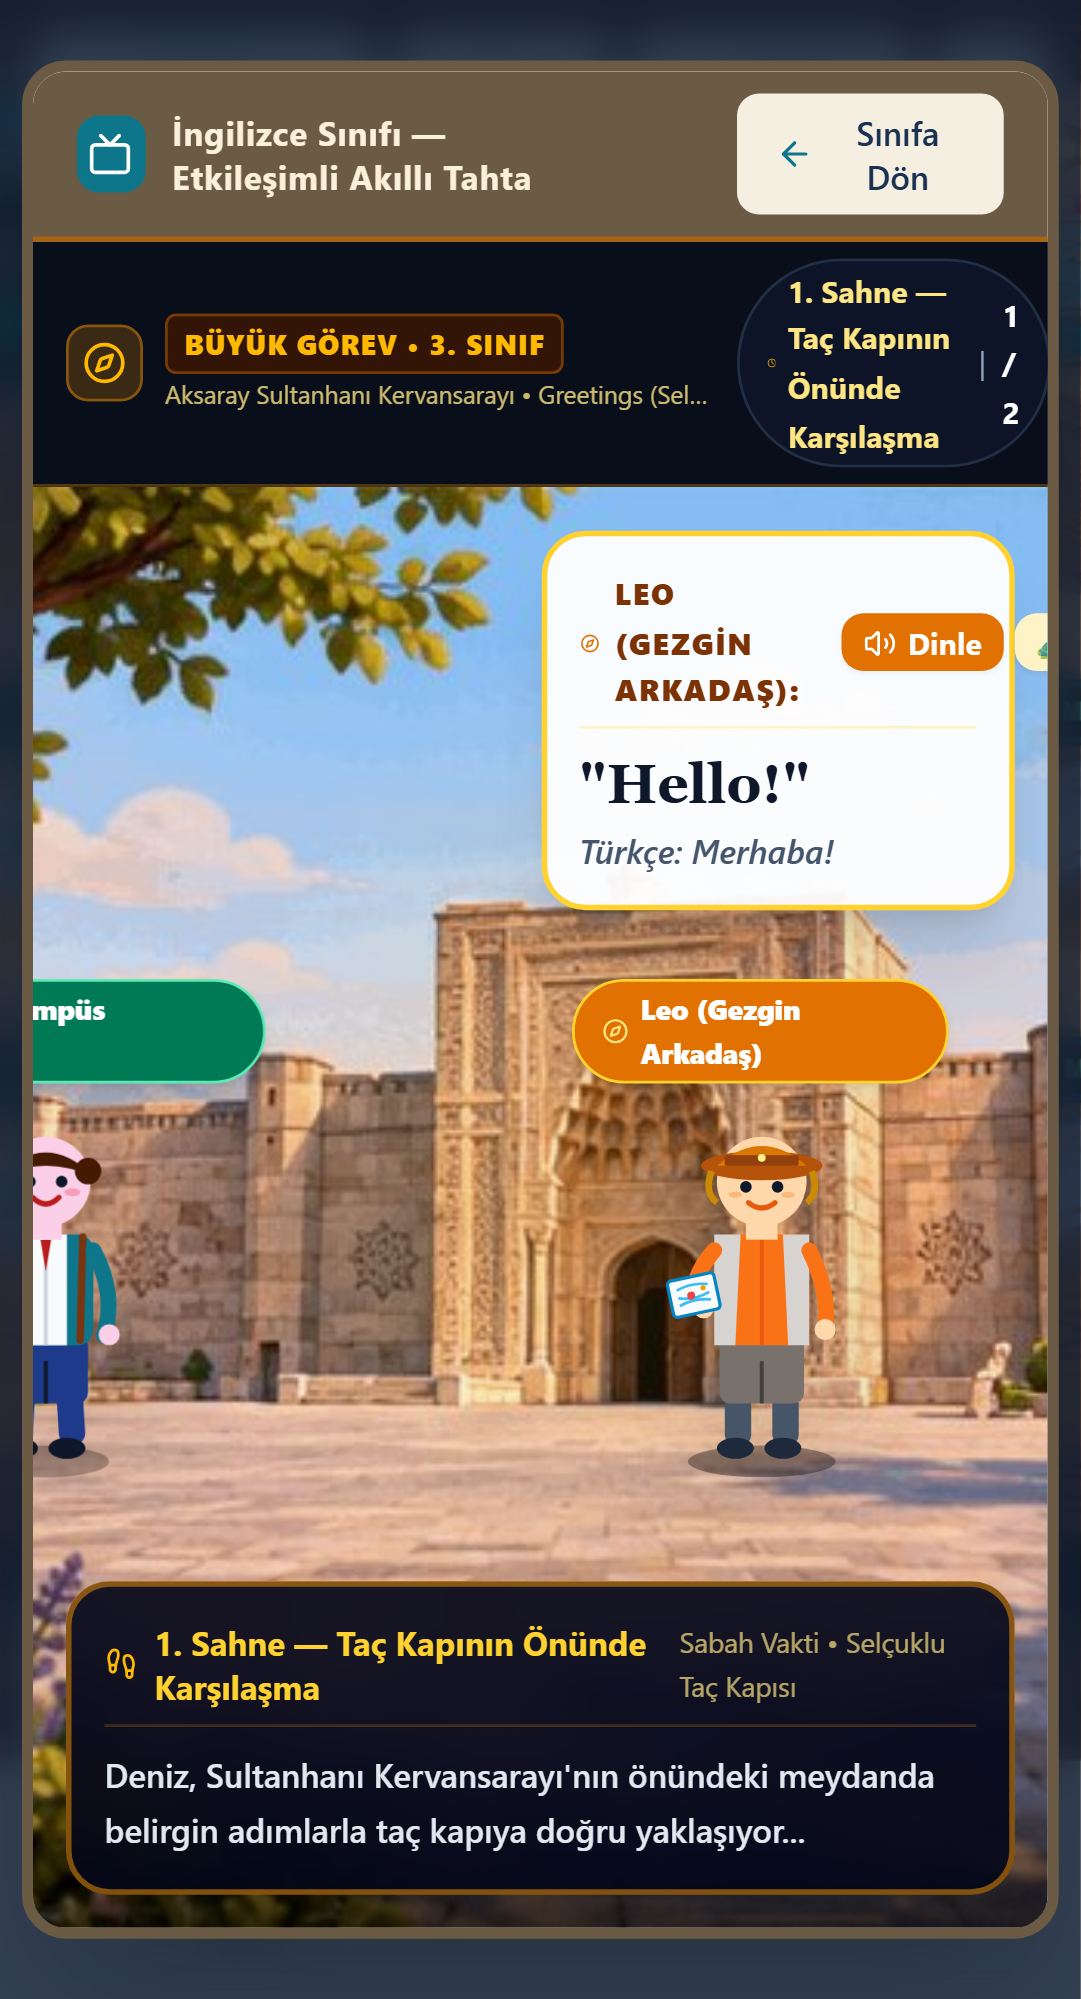 İngilizce Sınıfı —
Etkileşimli Akıllı Tahta
Sınıfa
Dön
BÜYÜK GÖREV • 3. SINIF
Aksaray Sultanhanı Kervansarayı • Greetings (Sel...
1. Sahne —
Taç Kapının
Önünde
Karşılaşma
|
1
/
2
LEO
(GEZGİN
ARKADAŞ):
Dinle
"Hello!"
Türkçe: Merhaba!
mpüs
Leo (Gezgin
Arkadaş)
1. Sahne — Taç Kapının Önünde
Karşılaşma
Sabah Vakti • Selçuklu
Taç Kapısı
Deniz, Sultanhanı Kervansarayı'nın önündeki meydanda
belirgin adımlarla taç kapıya doğru yaklaşıyor...